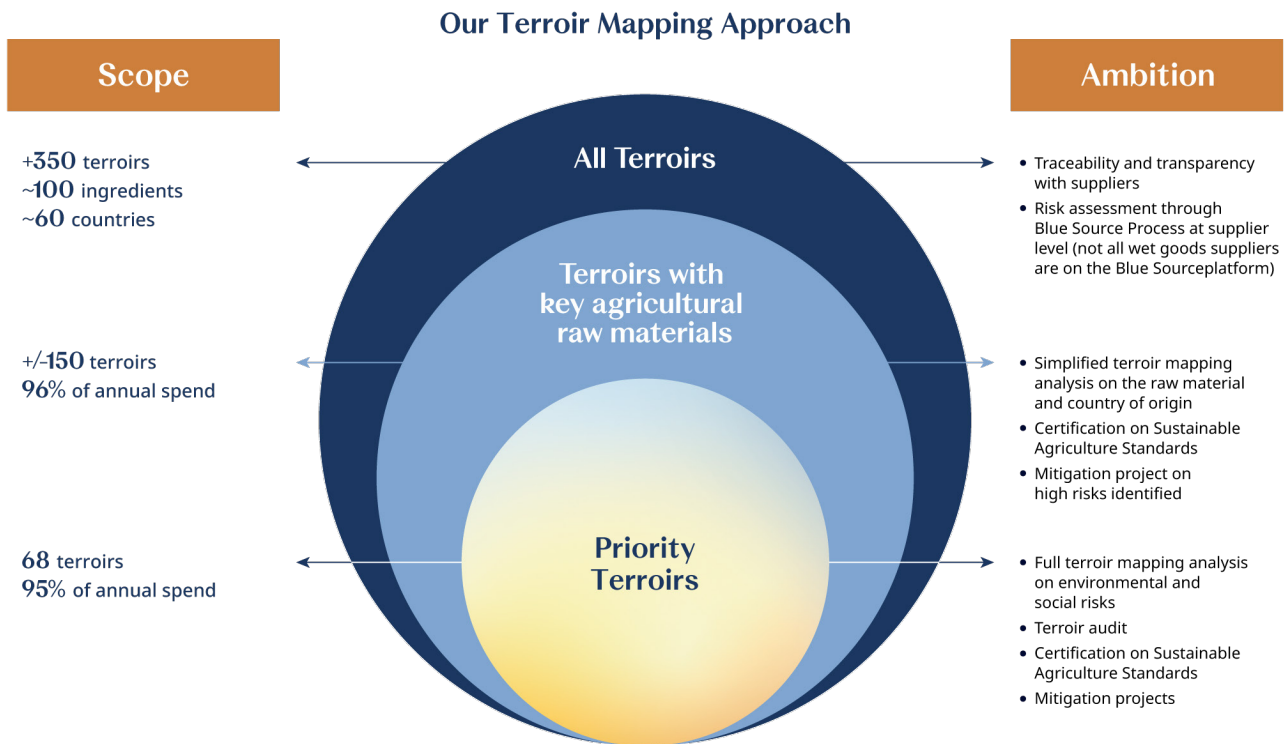 Our Terroir Mapping Approach
Scope
+350 terroirs
~100 ingredients
~60 countries
+/-150 terroirs
96% of annual spend
68 terroirs
95% of annual spend
All Terroirs
Terroirs with
key agricultural
raw materials
Priority
Terroirs
Ambition
• Traceability and transparency
with suppliers
• Risk assessment through
Blue Source Process at supplier
level (not all wet goods suppliers
are on the Blue Sourceplatform)
• Simplified terroir mapping
analysis on the raw material
and country of origin
• Certification on Sustainable
Agriculture Standards
• Mitigation project on
high risks identified
• Full terroir mapping analysis
on environmental and
social risks
• Terroir audit
• Certification on Sustainable
Agriculture Standards
• Mitigation projects